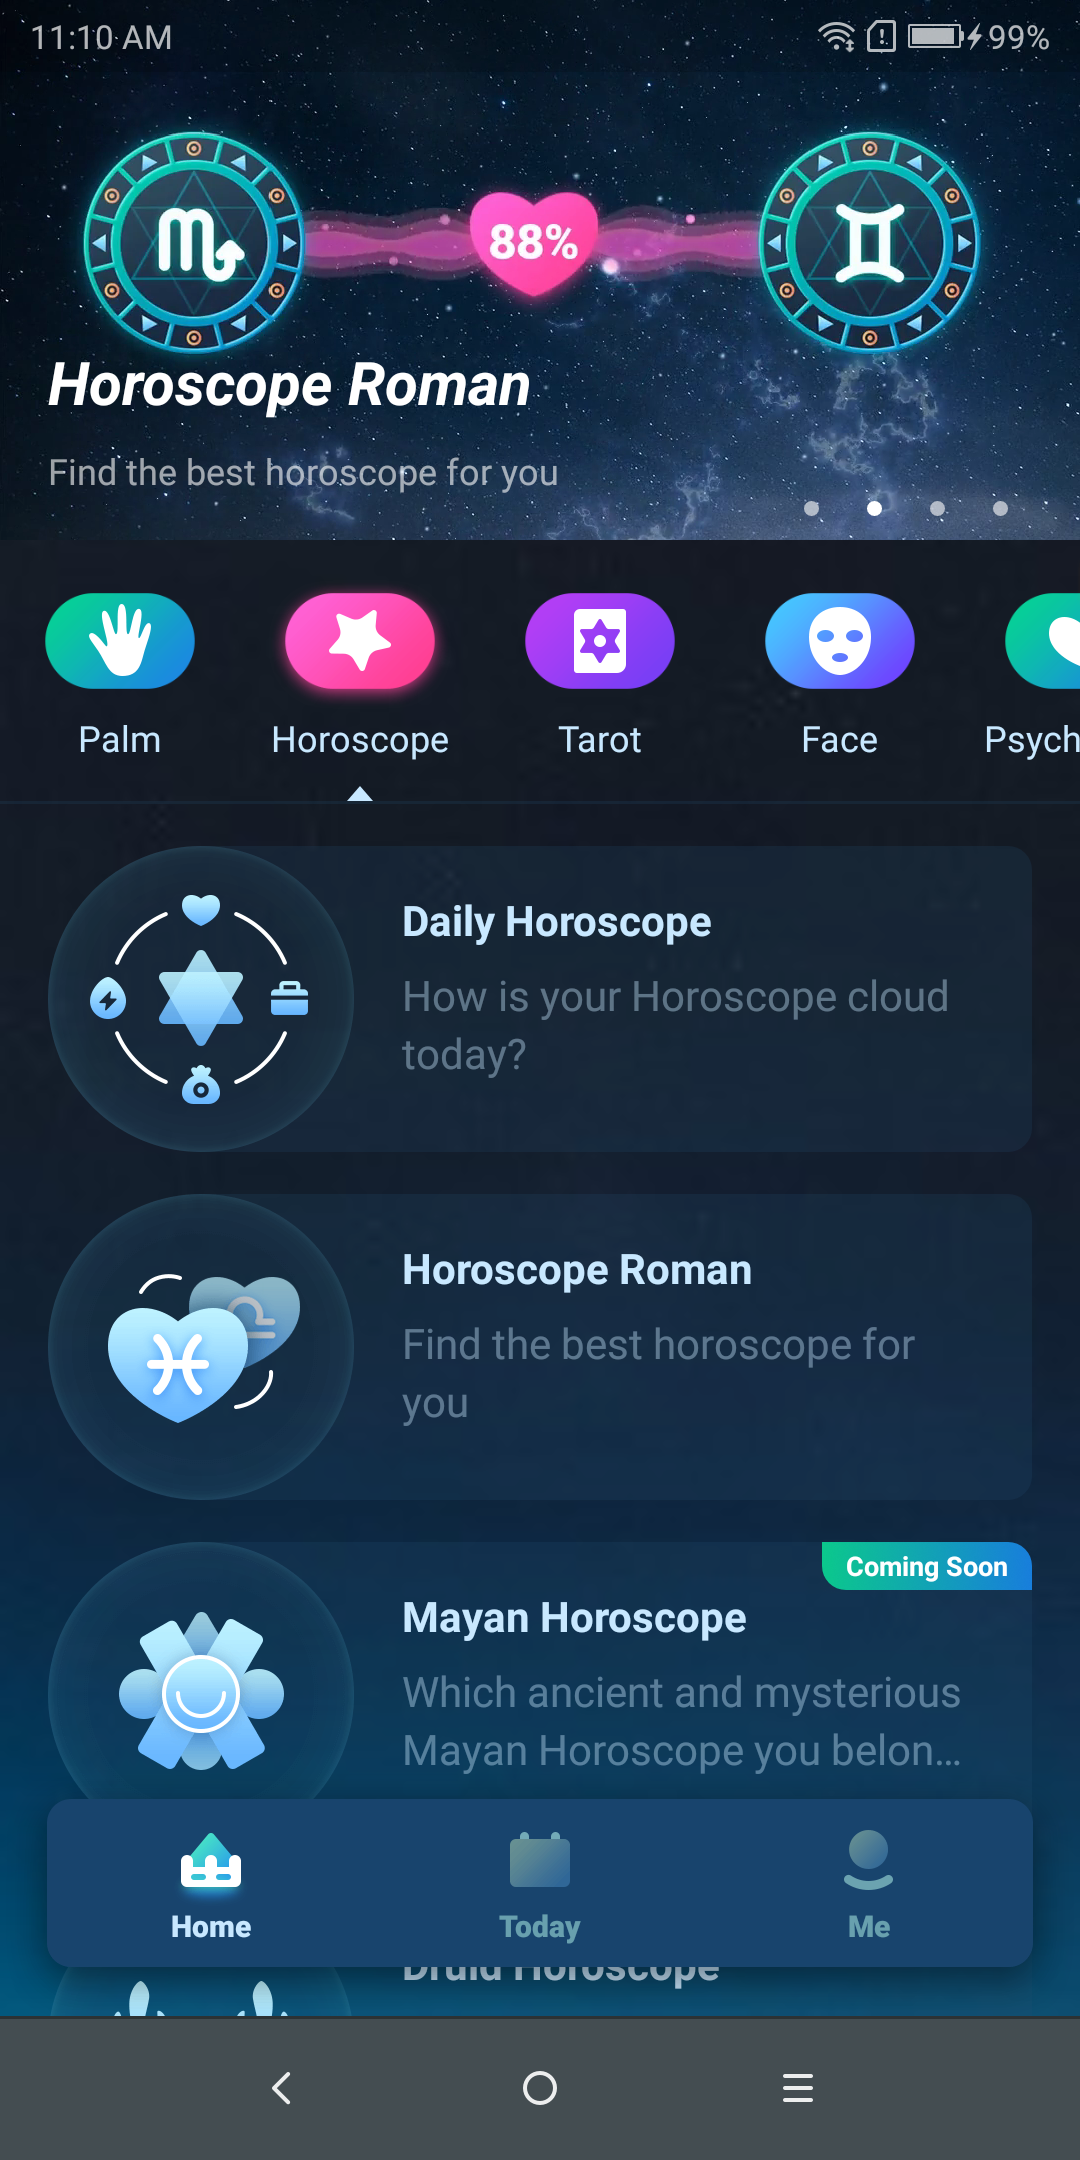 11:10 AM
99%
88%
Horoscope Roman
Find the best horoscope for you
Palm
Horoscope
Tarot
Face
Psych
Daily Horoscope
How is your Horoscope cloud
today?
Horoscope Roman
Find the best horoscope for
you
Coming Soon
Mayan Horoscope
Which ancient and mysterious
Mayan Horoscope you belon...
Home
Today
Me
Druid Horoscope